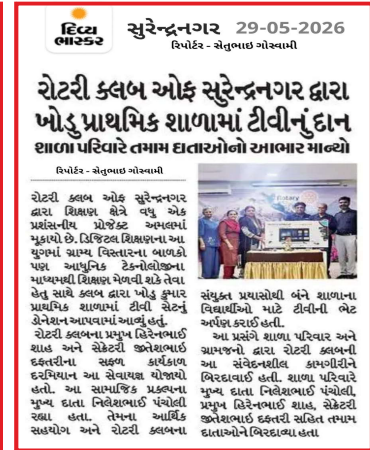 દિવ્ય ભાસ્કર
સુરેન્દ્રનગર 29-05-2026
રિપોર્ટર - સેતુભાઇ ગોસ્વામી
રોટરી ક્લબ ઓફ સુરેન્દ્રનગર દ્વારા
ખોડુ પ્રાથમિક શાળામાં ટીવીનું દાન
શાળા પરિવારે તમામ દાતાઓનો આભાર માન્યો
રિપોર્ટર - સેતુભાઇ ગોસ્વામી
રોટરી ક્લબ ઓફ સુરેન્દ્રનગર
દ્વારા શિક્ષણ ક્ષેત્રે વધુ એક
પ્રશંસનીય પ્રોજેક્ટ અમલમાં
મૂકાયો છે. ડિજિટલ શિક્ષણના આ
યુગમાં ગ્રામ્ય વિસ્તારના બાળકો
પણ આધુનિક ટેકનોલોજીના
માધ્યમથી શિક્ષણ મેળવી શકે તેવા
હેતુ સાથે ક્લબ દ્વારા ખોડુ કુમાર
પ્રાથમિક શાળામાં ટીવી સેટનું
ડોનેશન આપવામાં આવ્યું હતું.
રોટરી ક્લબના પ્રમુખ હિરેનભાઈ
શાહ અને સેક્રેટરી જીતેશભાઇ
દફતરીના સફળ કાર્યકાળ
દરમિયાન આ સેવાયજ્ઞ યોજાયો
હતો. આ સામાજિક પ્રકલ્પના
મુખ્ય દાતા નિલેશભાઈ પંચોલી
રહ્યા હતા. તેમના આર્થિક
સહયોગ અને રોટરી ક્લબના
Rotary
સંયુક્ત પ્રયાસોથી બંને શાળાના
વિદ્યાર્થીઓ માટે ટીવીની ભેટ
અર્પણ કરાઈ હતી.
આ પ્રસંગે શાળા પરિવાર અને
ગ્રામજનો દ્વારા રોટરી ક્લબની
આ સંવેદનશીલ કામગીરીને
બિરદાવાઈ હતી. શાળા પરિવારે
મુખ્ય દાતા નિલેશભાઈ પંચોલી,
પ્રમુખ હિરેનભાઈ શાહ, સેક્રેટરી
જીતેશભાઇ દફતરી સહિત તમામ
દાતાઓને બિરદાવ્યા હતા